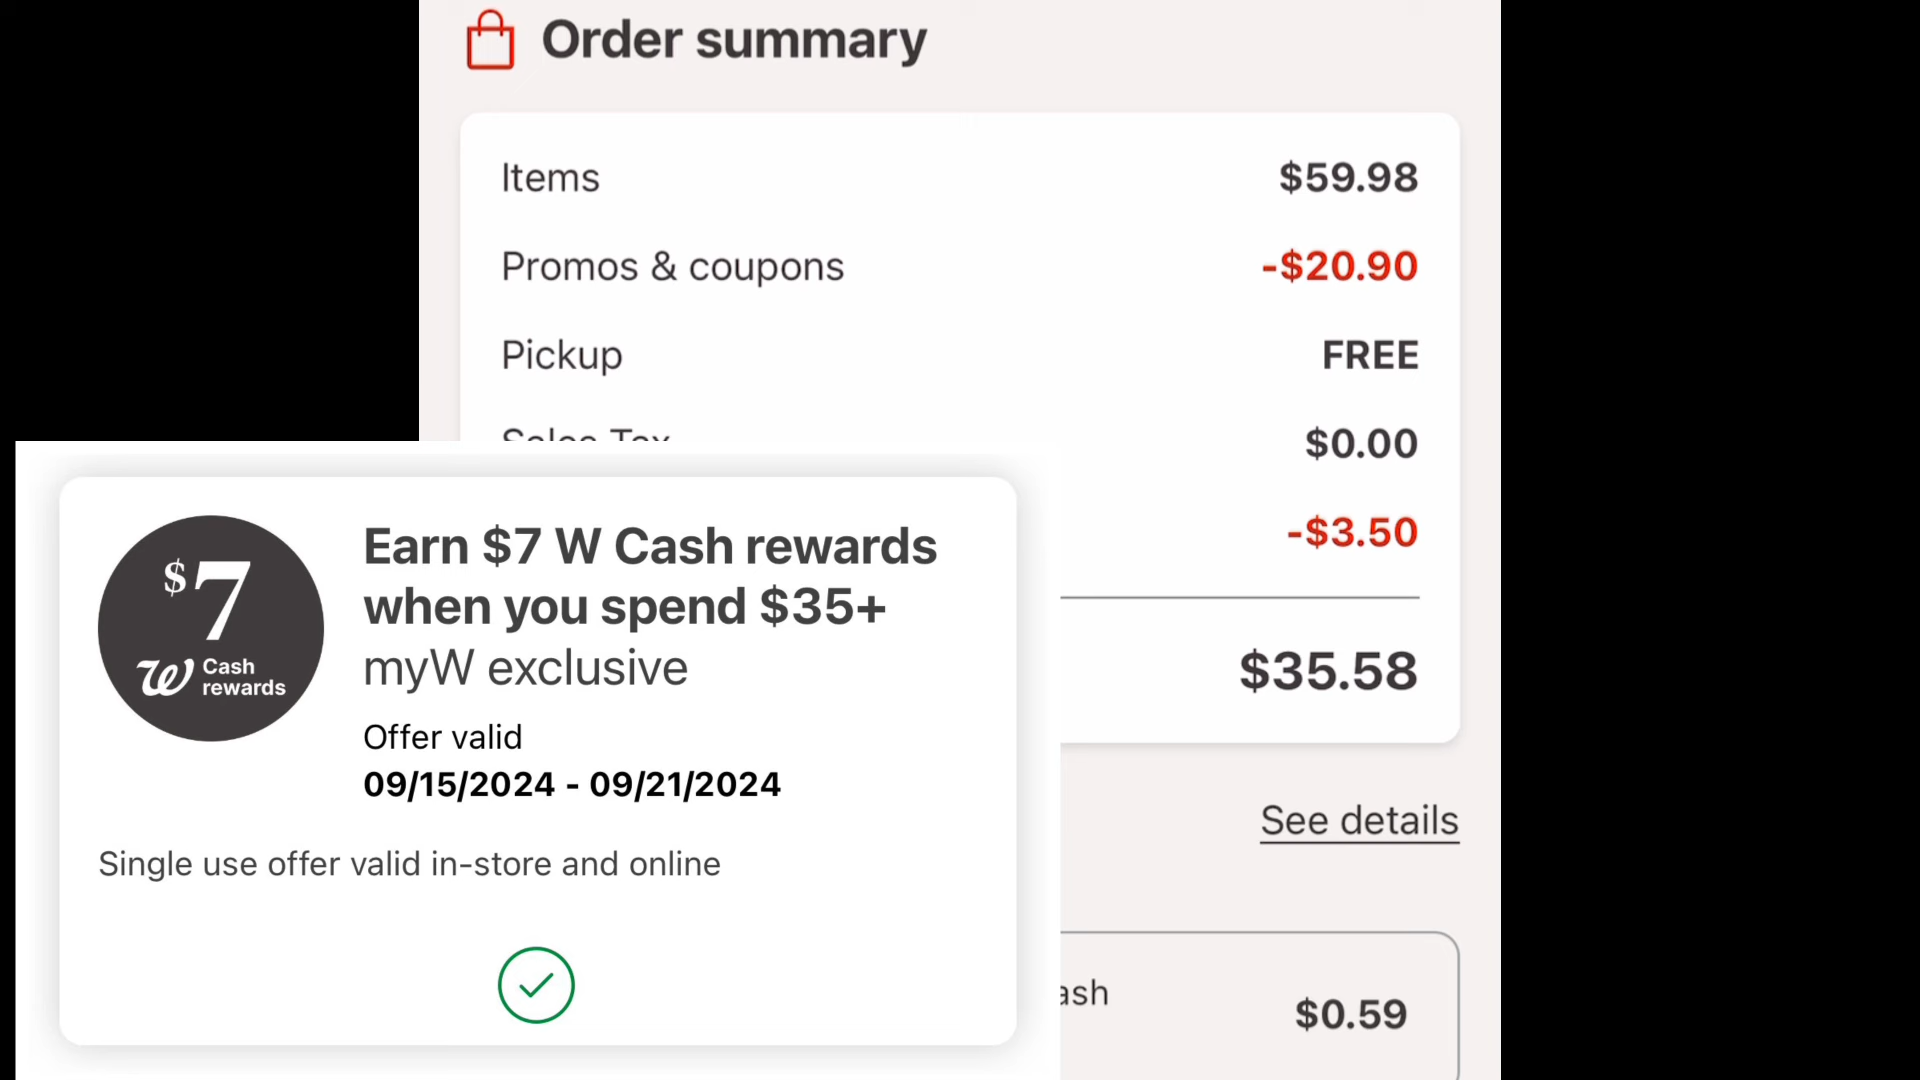 Order summary
Items $59.98
Promos & coupons -$20.90
Pickup FREE
Sales Tax $0.00
-$3.50
$35.58
See details
$0.59
$7
W Cash
rewards
Earn $7 W Cash rewards
when you spend $35+
myW exclusive
Offer valid
09/15/2024 - 09/21/2024
Single use offer valid in-store and online